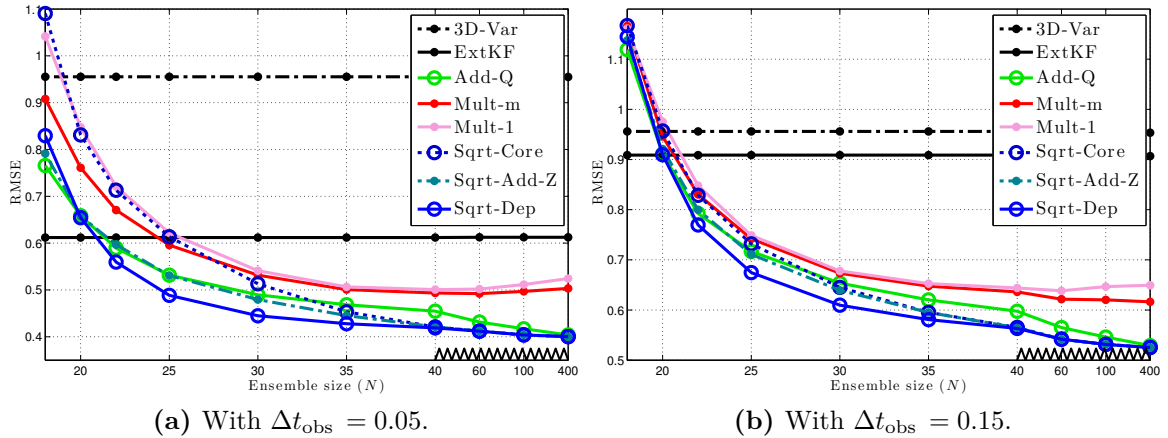 1.1
1
0.9
0.8
0.7
0.6
0.5
0.4
RMSE
20 25 30 35 40 60 100 400
Ensemble size (N)
3D-Var
ExtKF
Add-Q
Mult-m
Mult-1
Sqrt-Core
Sqrt-Add-Z
Sqrt-Dep
(a) With Δt_obs = 0.05.
1.1
1
0.9
0.8
0.7
0.6
0.5
RMSE
20 25 30 35 40 60 100 400
Ensemble size (N)
3D-Var
ExtKF
Add-Q
Mult-m
Mult-1
Sqrt-Core
Sqrt-Add-Z
Sqrt-Dep
(b) With Δt_obs = 0.15.